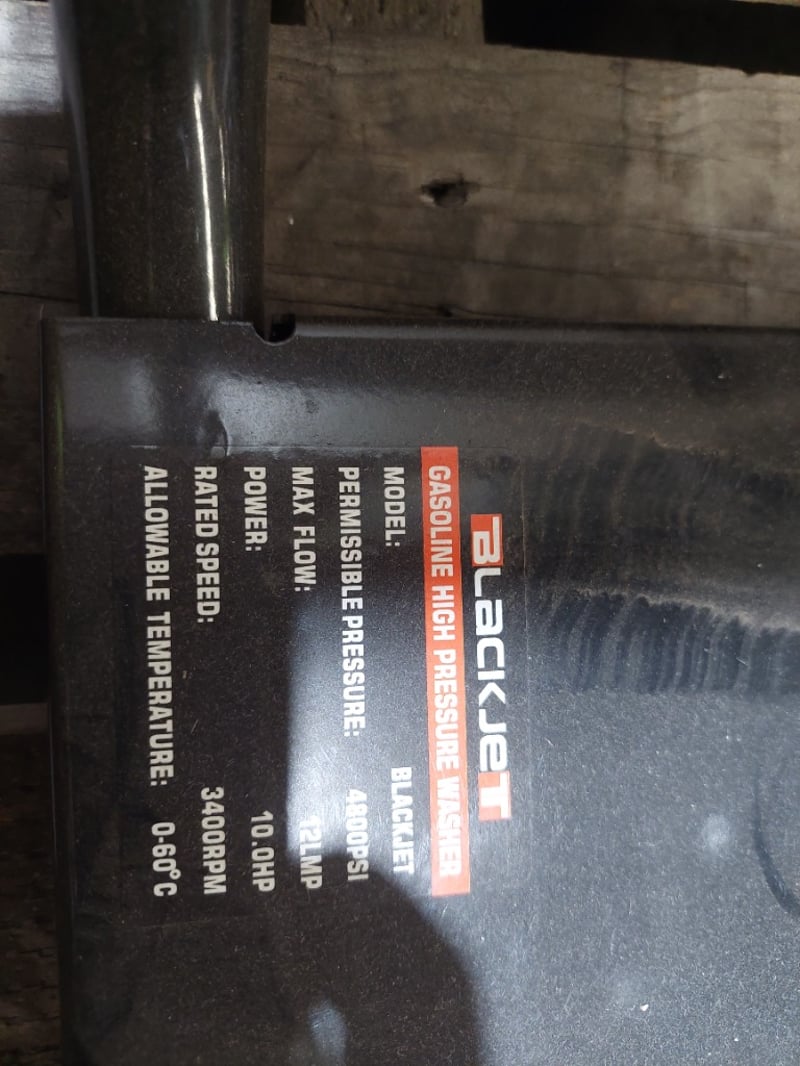 BLACKJET
GASOLINE HIGH PRESSURE WASHER
MODEL: BLACKJET
PERMISSIBLE PRESSURE: 4800PSI
MAX FLOW: 12LMP
POWER: 10.0HP
RATED SPEED: 3400RPM
ALLOWABLE TEMPERATURE: 0-60°C